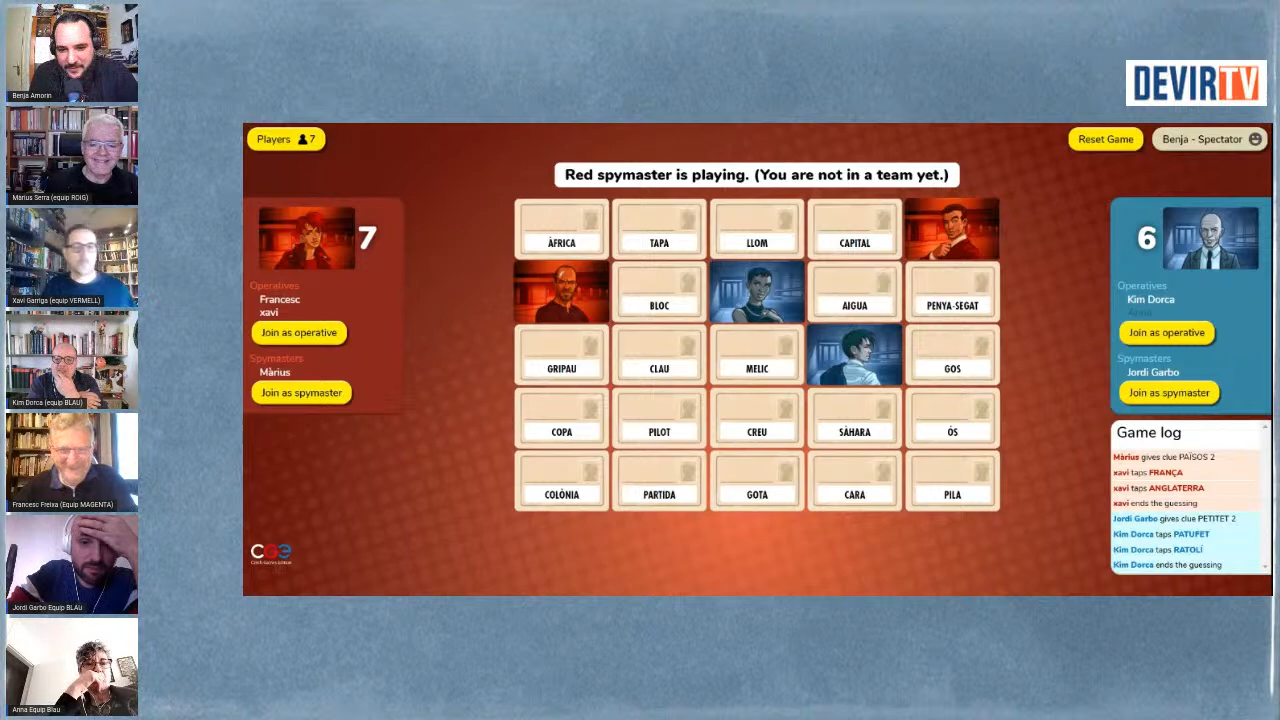 Benja Amorin
Marius Serra (equip ROIG)
Xavi Garriga (equip VERMELL)
Kim Dorca (equip BLAU)
Francesc Freixa (Equip MAGENTA)
Jordi Garbo Equip BLAU
Anna Equip Blau
DEVIRTV
Players 7
Reset Game
Benja - Spectator
Red spymaster is playing. (You are not in a team yet.)
7
Operatives
Francesc
xavi
Join as operative
Spymasters
Màrius
Join as spymaster
ÀFRICA
TAPA
LLOM
CAPITAL
BLOC
AIGUA
PENYA-SEGAT
GRIPAU
CLAU
MELIC
GOS
COPA
PILOT
CREU
SÀHARA
ÓS
COLÒNIA
PARTIDA
GOTA
CARA
PILA
CGE
6
Operatives
Kim Dorca
Anna
Join as operative
Spymasters
Jordi Garbo
Join as spymaster
Game log
Màrius gives clue PAÏSOS 2
xavi taps FRANÇA
xavi taps ANGLATERRA
xavi ends the guessing
Jordi Garbo gives clue PETITET 2
Kim Dorca taps PATUFET
Kim Dorca taps RATOLÍ
Kim Dorca ends the guessing